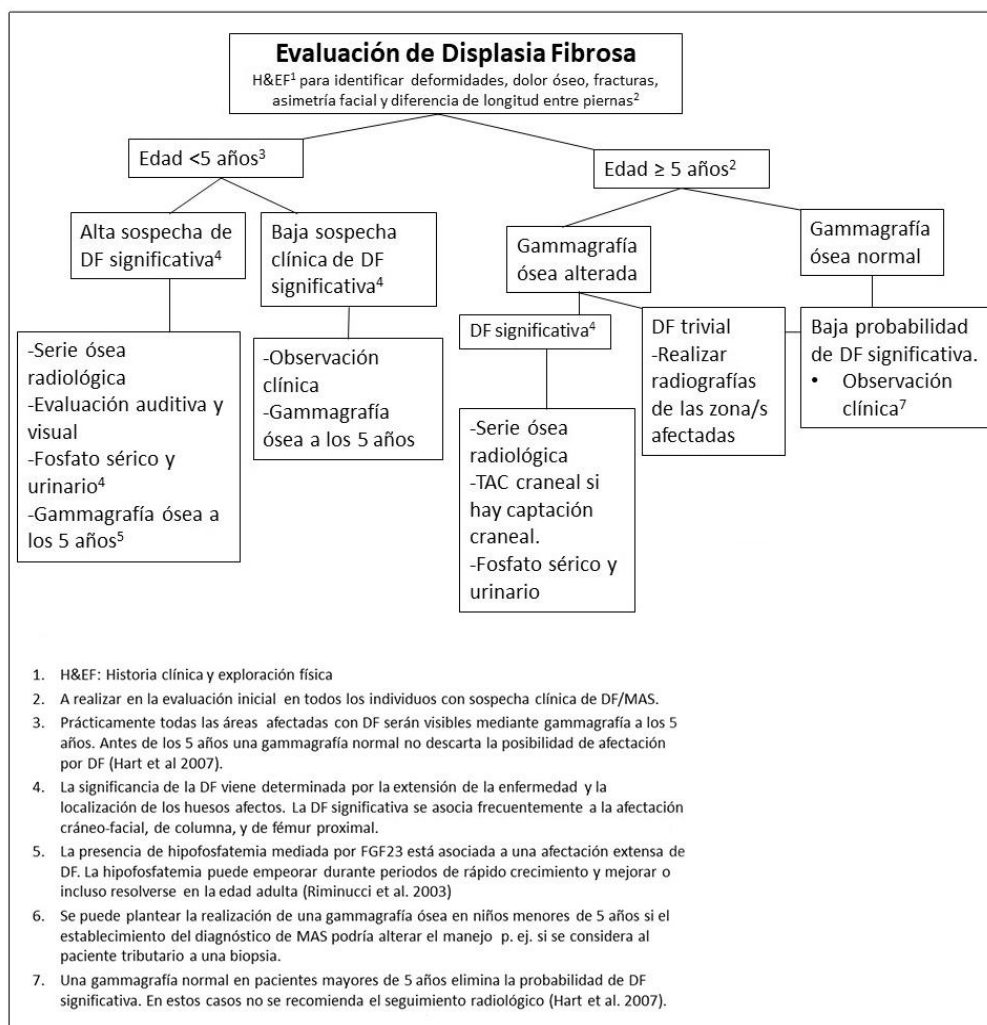 Evaluación de Displasia Fibrosa
H&EF¹ para identificar deformidades, dolor óseo, fracturas,
asimetría facial y diferencia de longitud entre piernas²
Edad <5 años³
Edad ≥ 5 años²
Alta sospecha de
DF significativa⁴
Baja sospecha
clínica de DF
significativa⁴
Gammagrafía
ósea alterada
Gammagrafía
ósea normal
-Serie ósea
radiológica
-Evaluación auditiva y
visual
-Fosfato sérico y
urinario⁴
-Gammagrafía ósea a
los 5 años⁵
-Observación
clínica
-Gammagrafía
ósea a los 5 años
DF significativa⁴
-Serie ósea
radiológica
-TAC craneal si
hay captación
craneal.
-Fosfato sérico y
urinario
DF trivial
-Realizar
radiografías
de las zona/s
afectadas
Baja probabilidad
de DF significativa.
• Observación
clínica⁷
1. H&EF: Historia clínica y exploración física
2. A realizar en la evaluación inicial en todos los individuos con sospecha clínica de DF/MAS.
3. Prácticamente todas las áreas afectadas con DF serán visibles mediante gammagrafía a los 5
años. Antes de los 5 años una gammagrafía normal no descarta la posibilidad de afectación
por DF (Hart et al 2007).
4. La significancia de la DF viene determinada por la extensión de la enfermedad y la
localización de los huesos afectos. La DF significativa se asocia frecuentemente a la afectación
cráneo-facial, de columna, y de fémur proximal.
5. La presencia de hipofosfatemia mediada por FGF23 está asociada a una afectación extensa de
DF. La hipofosfatemia puede empeorar durante periodos de rápido crecimiento y mejorar o
incluso resolverse en la edad adulta (Riminucci et al. 2003)
6. Se puede plantear la realización de una gammagrafía ósea en niños menores de 5 años si el
establecimiento del diagnóstico de MAS podría alterar el manejo p. ej. si se considera al
paciente tributario a una biopsia.
7. Una gammagrafía normal en pacientes mayores de 5 años elimina la probabilidad de DF
significativa. En estos casos no se recomienda el seguimiento radiológico (Hart et al. 2007).